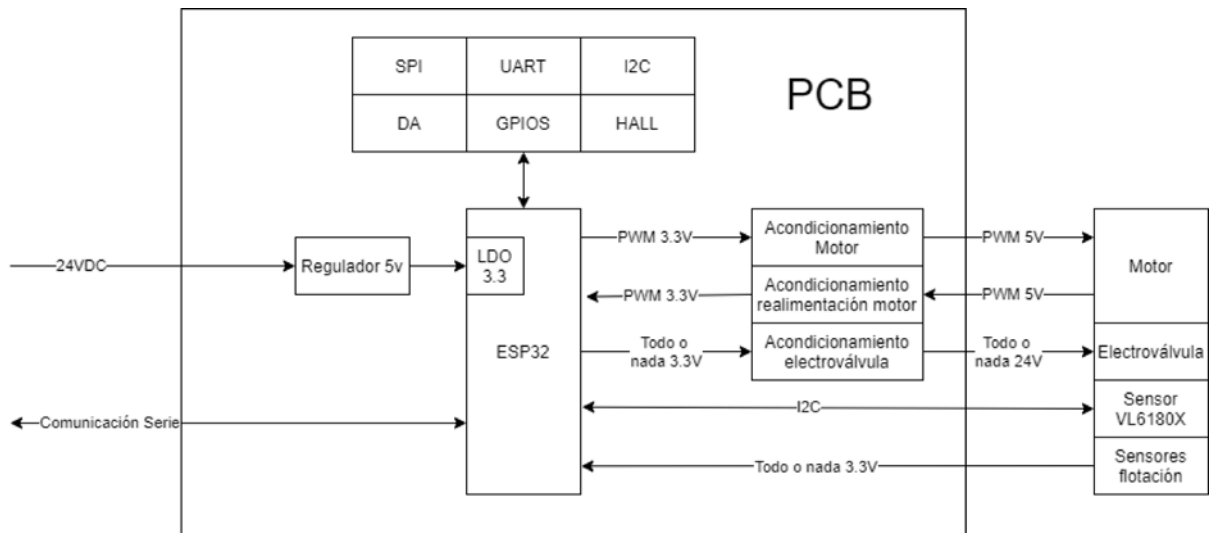 SPI UART I2C
PCB
DA GPIOS HALL
24VDC
Regulador 5v
LDO
3.3
ESP32
PWM 3.3V
Acondicionamiento
Motor
PWM 5V
Motor
PWM 3.3V
Acondicionamiento
realimentación motor
PWM 5V
Todo o
nada 3.3V
Acondicionamiento
electroválvula
Todo o
nada 24V
Electroválvula
Comunicación Serie
I2C
Sensor
VL6180X
Todo o nada 3.3V
Sensores
flotación